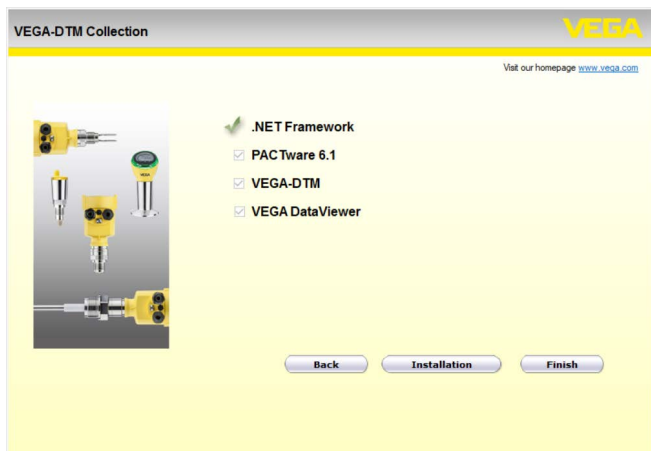 VEGA-DTM Collection
VEGA
Visit our homepage www.vega.com
.NET Framework
PACTware 6.1
VEGA-DTM
VEGA DataViewer
Back
Installation
Finish